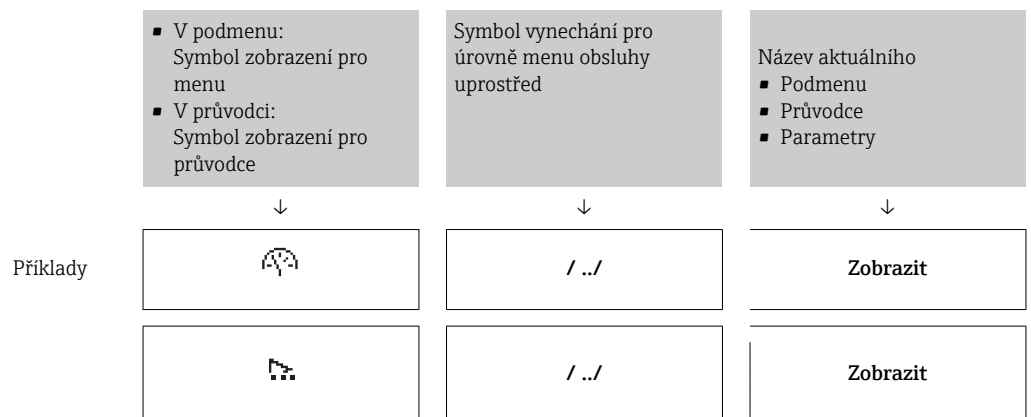 ▪ V podmenu:
Symbol zobrazení pro
menu
▪ V průvodci:
Symbol zobrazení pro
průvodce
Symbol vynechání pro
úrovně menu obsluhy
uprostřed
Název aktuálního
▪ Podmenu
▪ Průvodce
▪ Parametry
↓ ↓ ↓
Příklady / ../ Zobrazit
/ ../ Zobrazit